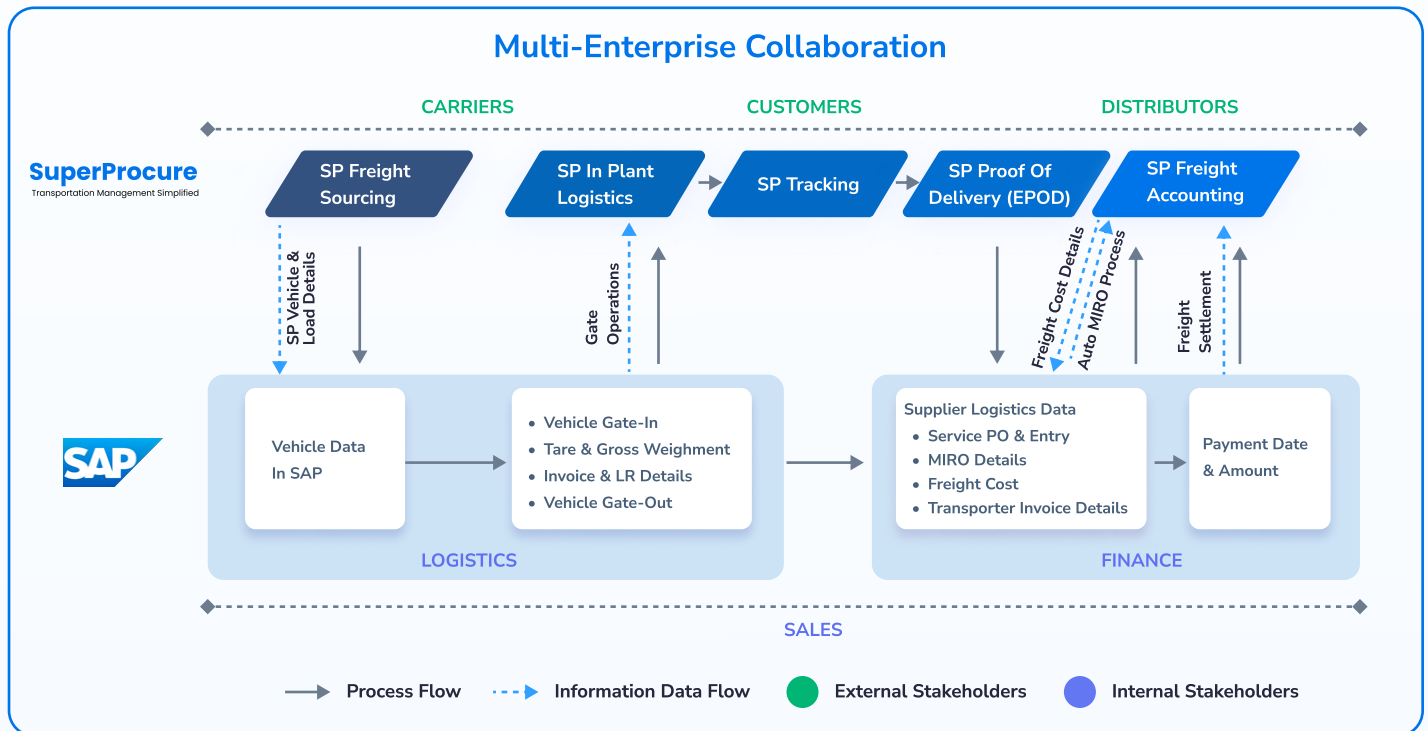 Multi-Enterprise Collaboration
CARRIERS
CUSTOMERS
DISTRIBUTORS
SuperProcure
Transportation Management Simplified
SP Freight
Sourcing
SP In Plant
Logistics
SP Tracking
SP Proof Of
Delivery (EPOD)
SP Freight
Accounting
SP Vehicle &
Load Details
Gate
Operations
Freight Cost Details
Auto MIRO Process
Freight
Settlement
SAP
Vehicle Data
In SAP
• Vehicle Gate-In
• Tare & Gross Weighment
• Invoice & LR Details
• Vehicle Gate-Out
Supplier Logistics Data
• Service PO & Entry
• MIRO Details
• Freight Cost
• Transporter Invoice Details
Payment Date
& Amount
LOGISTICS
FINANCE
SALES
Process Flow
Information Data Flow
External Stakeholders
Internal Stakeholders